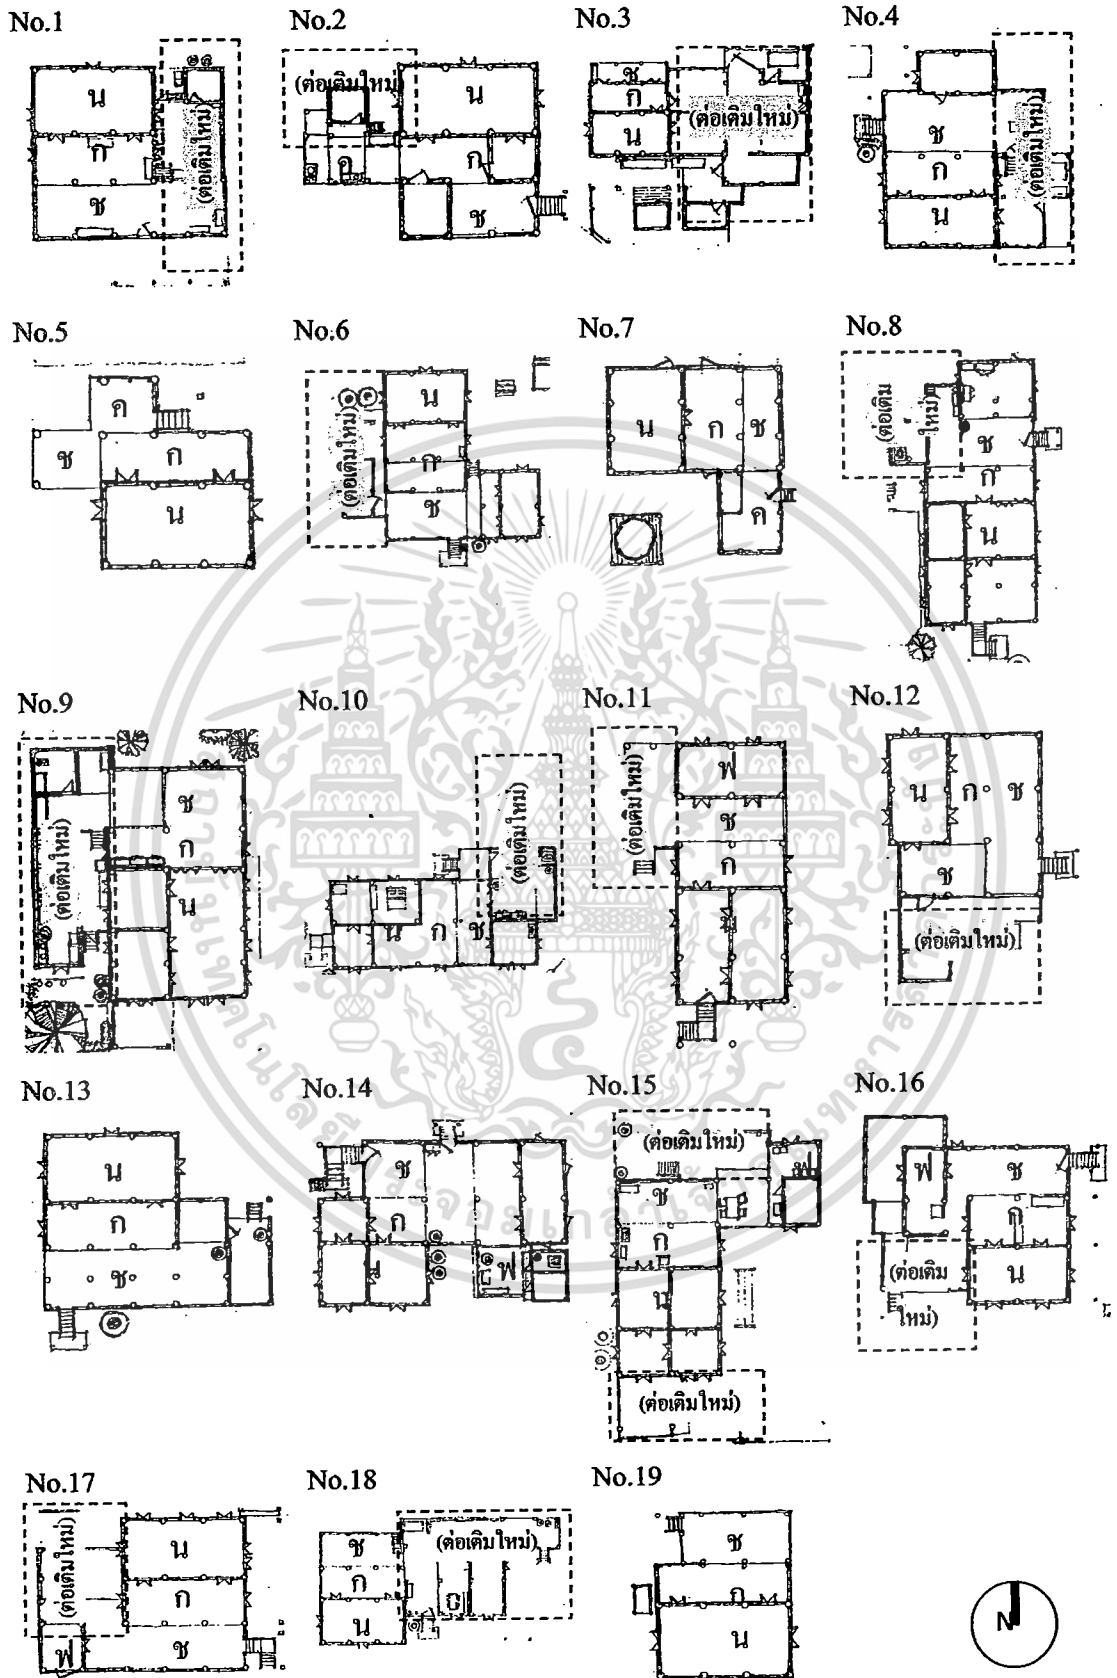 No.1
No.2
No.3
No.4
น
ก
ช
(ต่อเติมใหม่)
(ต่อเติมใหม่)
น
ค
ก
ช
ช
ก
น
(ต่อเติมใหม่)
ช
ก
น
(ต่อเติมใหม่)
No.5
No.6
No.7
No.8
ค
ช
ก
น
(ต่อเติมใหม่)
น
ก
ช
น
ก
ช
ค
(ต่อเติม
ใหม่)
ช
ก
น
No.9
No.10
No.11
No.12
(ต่อเติมใหม่)
ช
ก
น
(ต่อเติมใหม่)
น
ก
ช
(ต่อเติมใหม่)
ฟ
ช
ก
น
ก
ช
ช
(ต่อเติมใหม่)
No.13
No.14
No.15
No.16
น
ก
ช
ช
ก
น
ฟ
(ต่อเติมใหม่)
ฟ
ช
ก
น
(ต่อเติมใหม่)
ฟ
ช
ก
น
(ต่อเติม
ใหม่)
No.17
No.18
No.19
(ต่อเติมใหม่)
น
ก
ช
ฟ
ช
ก
น
(ต่อเติมใหม่)
ช
ก
น
N